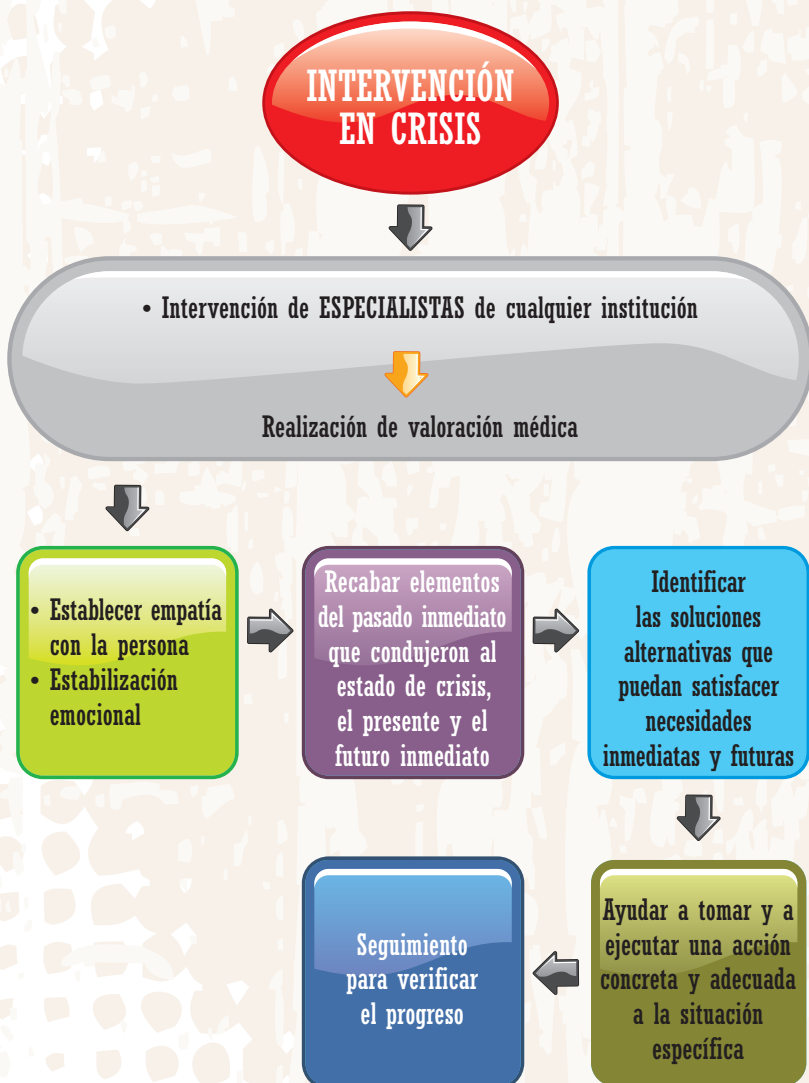 INTERVENCIÓN
EN CRISIS
• Intervención de ESPECIALISTAS de cualquier institución
Realización de valoración médica
• Establecer empatía
con la persona
• Estabilización
emocional
Recabar elementos
del pasado inmediato
que condujeron al
estado de crisis,
el presente y el
futuro inmediato
Identificar
las soluciones
alternativas que
puedan satisfacer
necesidades
inmediatas y futuras
Ayudar a tomar y a
ejecutar una acción
concreta y adecuada
a la situación
específica
Seguimiento
para verificar
el progreso